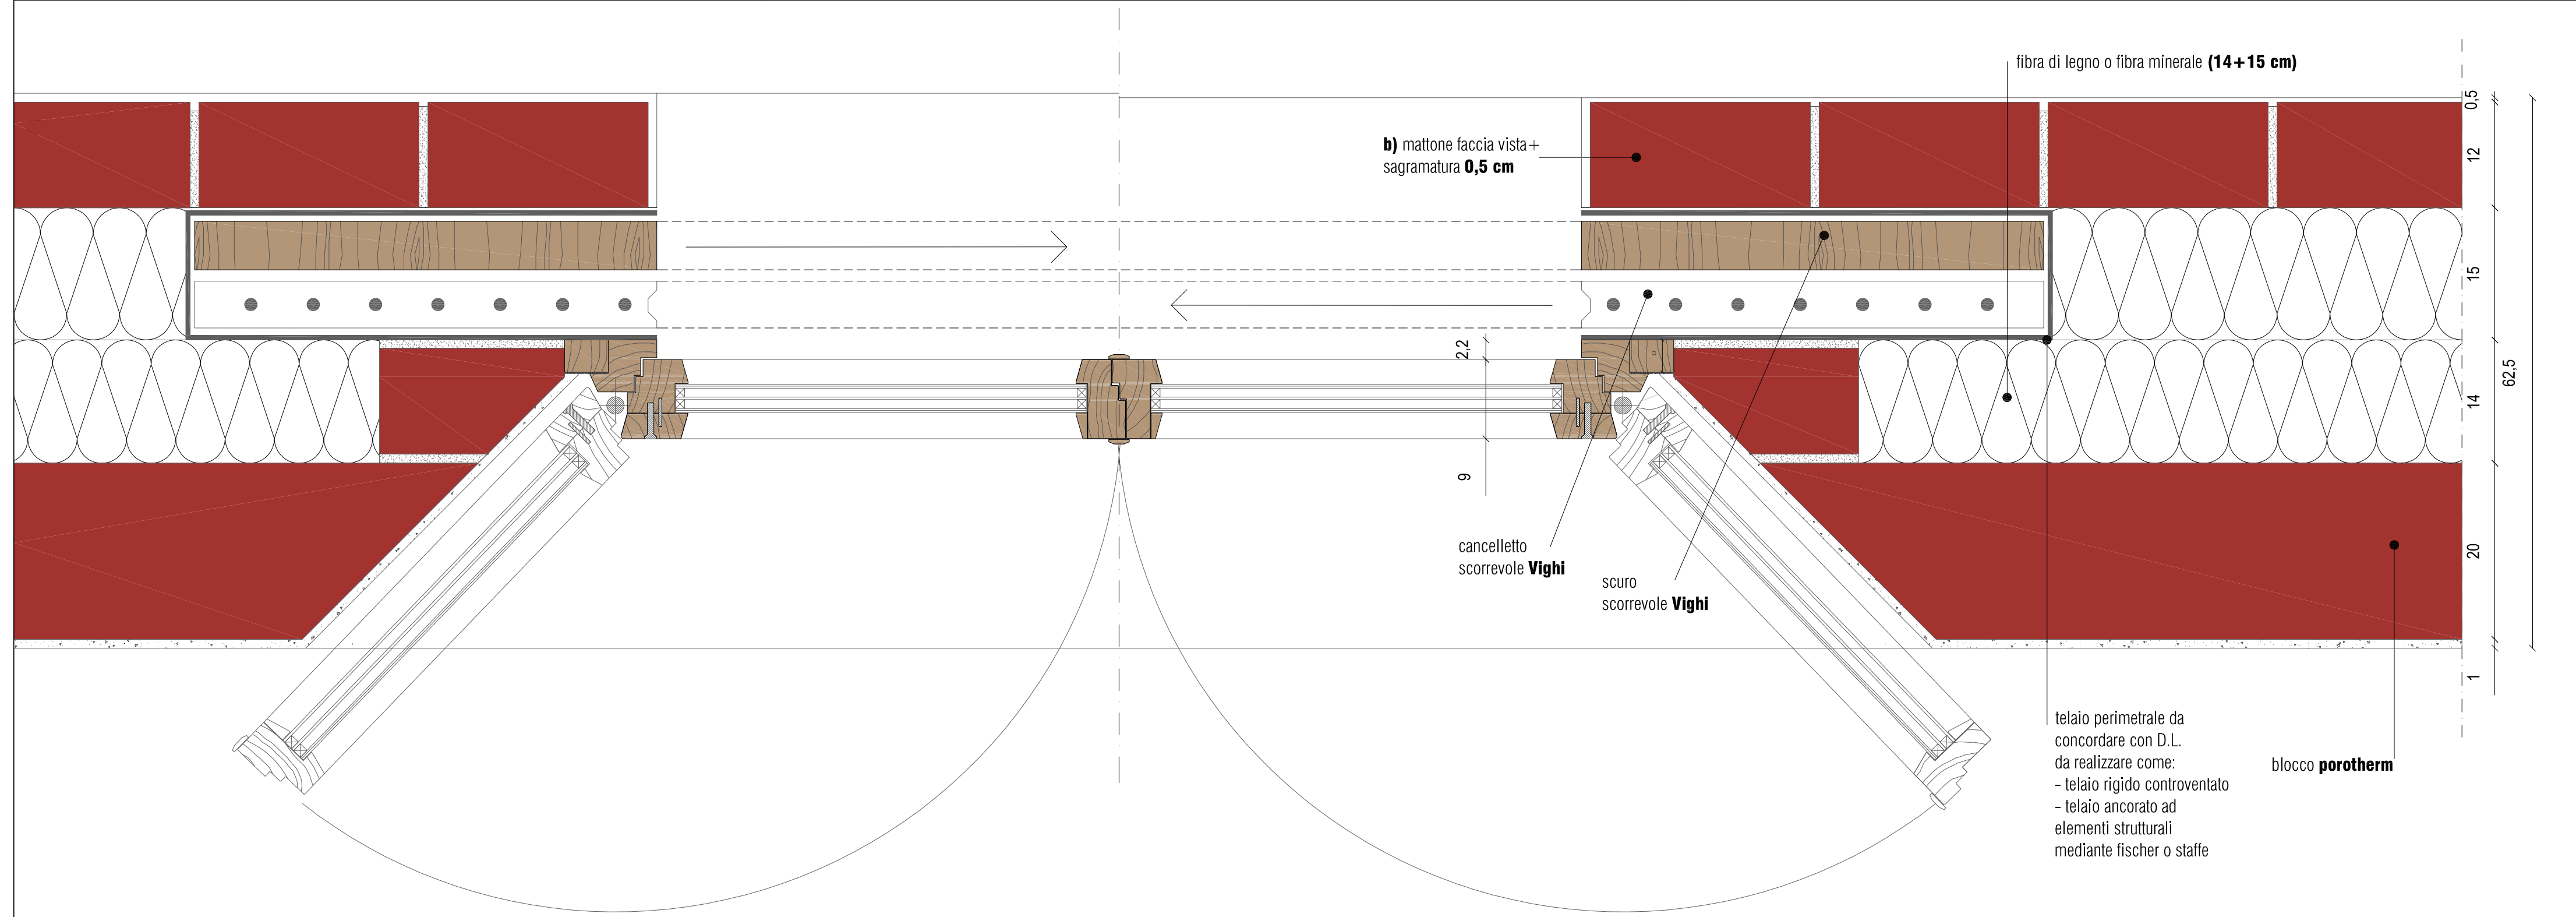 fibra di legno o fibra minerale (14+15 cm)
b) mattone faccia vista+
sagramatura 0,5 cm
0,5
12
15
14
20
1
62,5
2,2
9
cancelletto
scorrevole Vighi
scuro
scorrevole Vighi
telaio perimetrale da
concordare con D.L.
da realizzare come:
- telaio rigido controventato
- telaio ancorato ad
elementi strutturali
mediante fischer o staffe
blocco porotherm